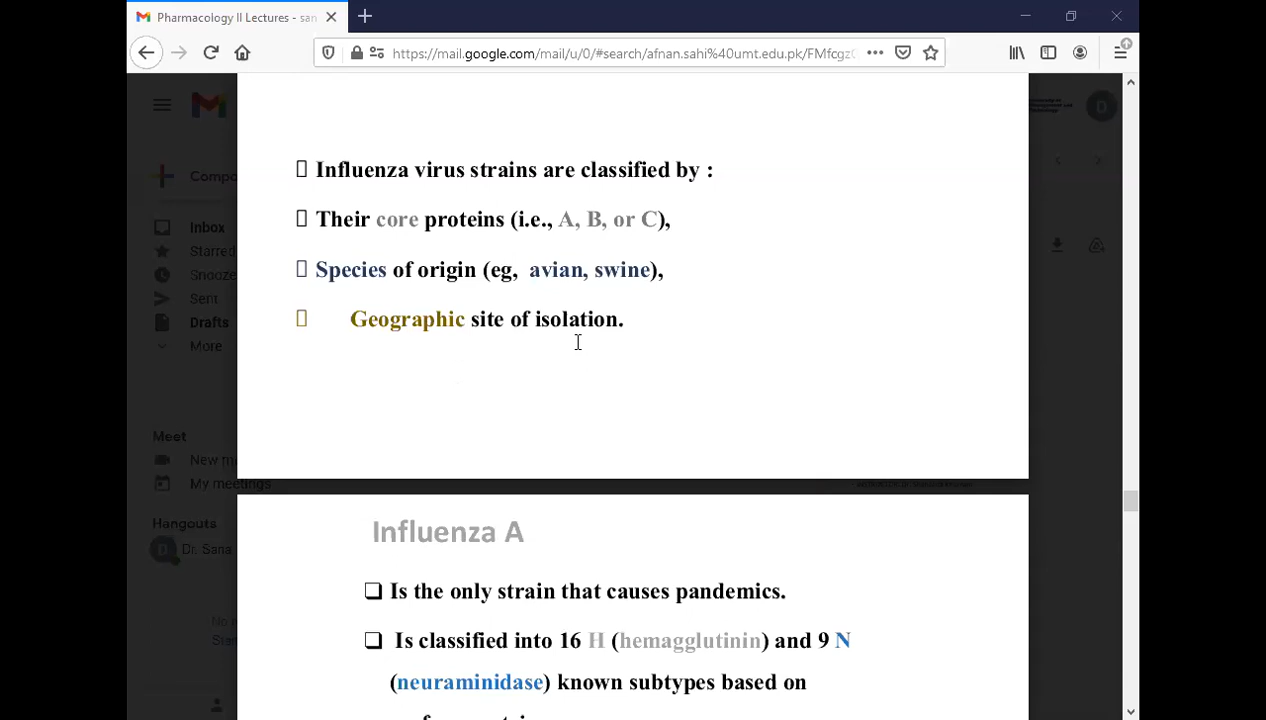 Pharmacology II Lectures - san
https://mail.google.com/mail/u/0/#search/afnan.sahi%40umt.edu.pk/FMfcgzG
Influenza virus strains are classified by :
Their core proteins (i.e., A, B, or C),
Species of origin (eg, avian, swine),
Geographic site of isolation.
Influenza A
Is the only strain that causes pandemics.
Is classified into 16 H (hemagglutinin) and 9 N
(neuraminidase) known subtypes based on
Compo
Inbox
Starred
Snooze
Sent
Drafts
More
Meet
New m
My meetings
Hangouts
Dr. Sana
D